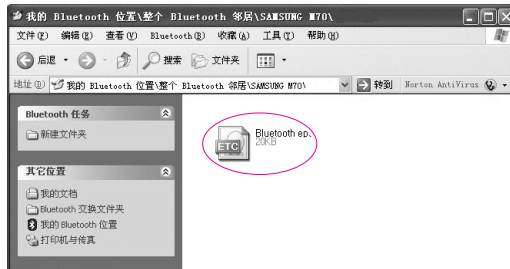 我的 Bluetooth 位置\整个 Bluetooth 邻居\SAMSUNG M70\
文件(F) 编辑(E) 查看(V) Bluetooth(B) 收藏(A) 工具(T) 帮助(H)
后退 搜索 文件夹
地址(D) 我的 Bluetooth 位置\整个 Bluetooth 邻居\SAMSUNG M70\ 转到 Norton AntiVirus
Bluetooth 任务
新建文件夹
ETC
Bluetooth ep.
20KB
其它位置
我的文档
Bluetooth 交换文件夹
我的 Bluetooth 位置
打印机与传真